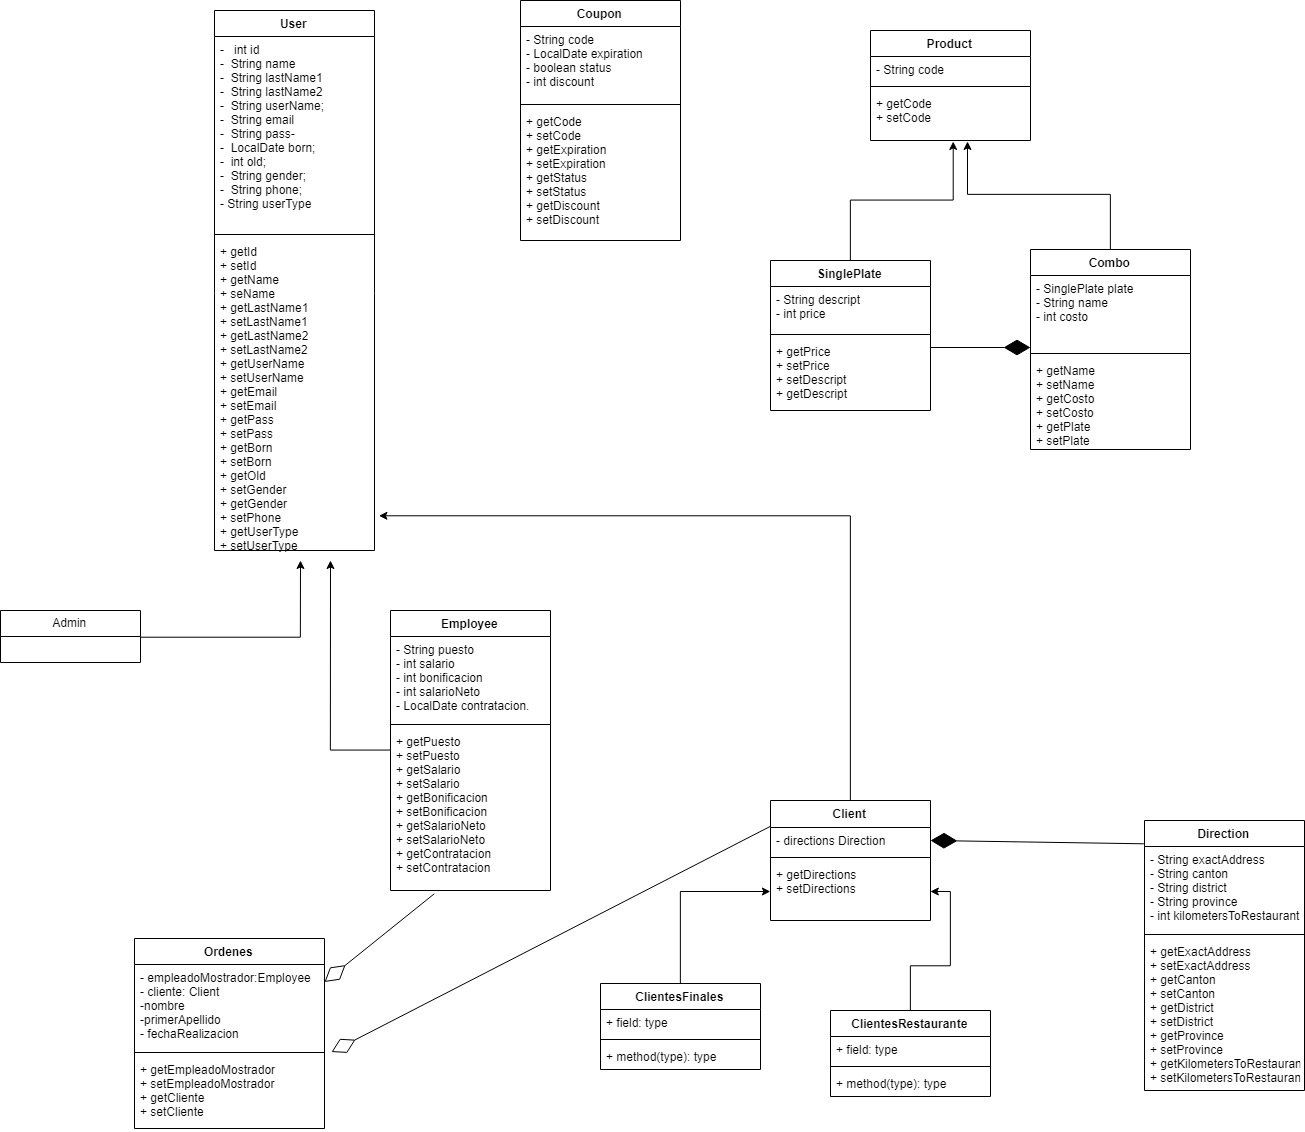 User
- int id
- String name
- String lastName1
- String lastName2
- String userName;
- String email
- String pass-
- LocalDate born;
- int old;
- String gender;
- String phone;
- String userType
+ getId
+ setId
+ getName
+ seName
+ getLastName1
+ setLastName1
+ getLastName2
+ setLastName2
+ getUserName
+ setUserName
+ getEmail
+ setEmail
+ getPass
+ setPass
+ getBorn
+ setBorn
+ getOld
+ setGender
+ getGender
+ setPhone
+ getUserType
+ setUserType
Coupon
- String code
- LocalDate expiration
- boolean status
- int discount
+ getCode
+ setCode
+ getExpiration
+ setExpiration
+ getStatus
+ setStatus
+ getDiscount
+ setDiscount
Product
- String code
+ getCode
+ setCode
SinglePlate
- String descript
- int price
+ getPrice
+ setPrice
+ setDescript
+ getDescript
Combo
- SinglePlate plate
- String name
- int costo
+ getName
+ setName
+ getCosto
+ setCosto
+ getPlate
+ setPlate
Admin
Employee
- String puesto
- int salario
- int bonificacion
- int salarioNeto
- LocalDate contratacion.
+ getPuesto
+ setPuesto
+ getSalario
+ setSalario
+ getBonificacion
+ setBonificacion
+ getSalarioNeto
+ setSalarioNeto
+ getContratacion
+ setContratacion
Client
- directions Direction
+ getDirections
+ setDirections
Direction
- String exactAddress
- String canton
- String district
- String province
- int kilometersToRestaurant
+ getExactAddress
+ setExactAddress
+ getCanton
+ setCanton
+ getDistrict
+ setDistrict
+ getProvince
+ setProvince
+ getKilometersToRestauran
+ setKilometersToRestauran
Ordenes
- empleadoMostrador:Employee
- cliente: Client
-nombre
-primerApellido
- fechaRealizacion
+ getEmpleadoMostrador
+ setEmpleadoMostrador
+ getCliente
+ setCliente
ClientesFinales
+ field: type
+ method(type): type
ClientesRestaurante
+ field: type
+ method(type): type